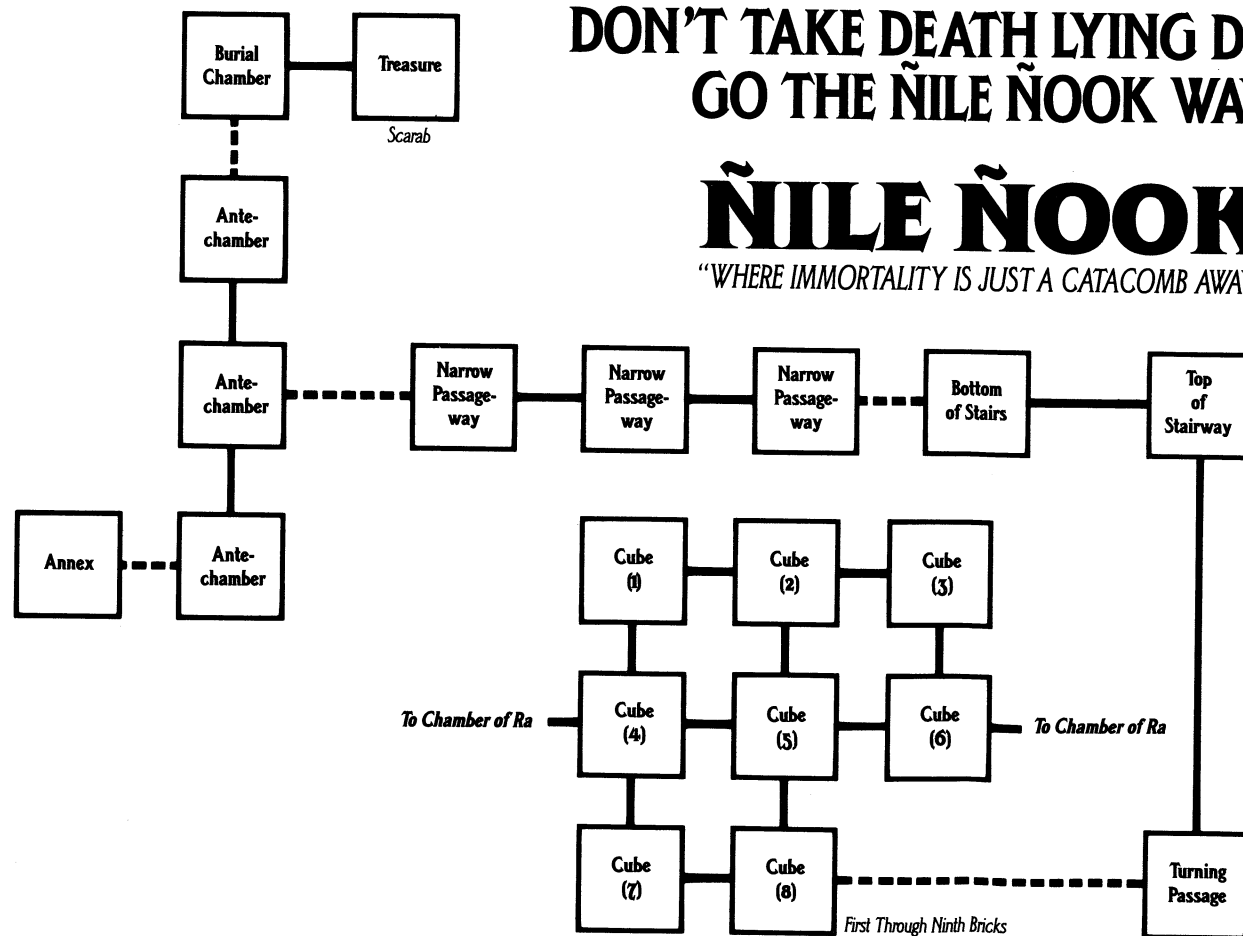 DON'T TAKE DEATH LYING D
GO THE ÑILE ÑOOK WA
ÑILE ÑOOK
"WHERE IMMORTALITY IS JUST A CATACOMB AWA
Burial
Chamber
Treasure
Scarab
Ante-
chamber
Ante-
chamber
Narrow
Passage-
way
Narrow
Passage-
way
Narrow
Passage-
way
Bottom
of Stairs
Top
of
Stairway
Annex
Ante-
chamber
Cube
(1)
Cube
(2)
Cube
(3)
To Chamber of Ra
Cube
(4)
Cube
(5)
Cube
(6)
To Chamber of Ra
Cube
(7)
Cube
(8)
Turning
Passage
First Through Ninth Bricks